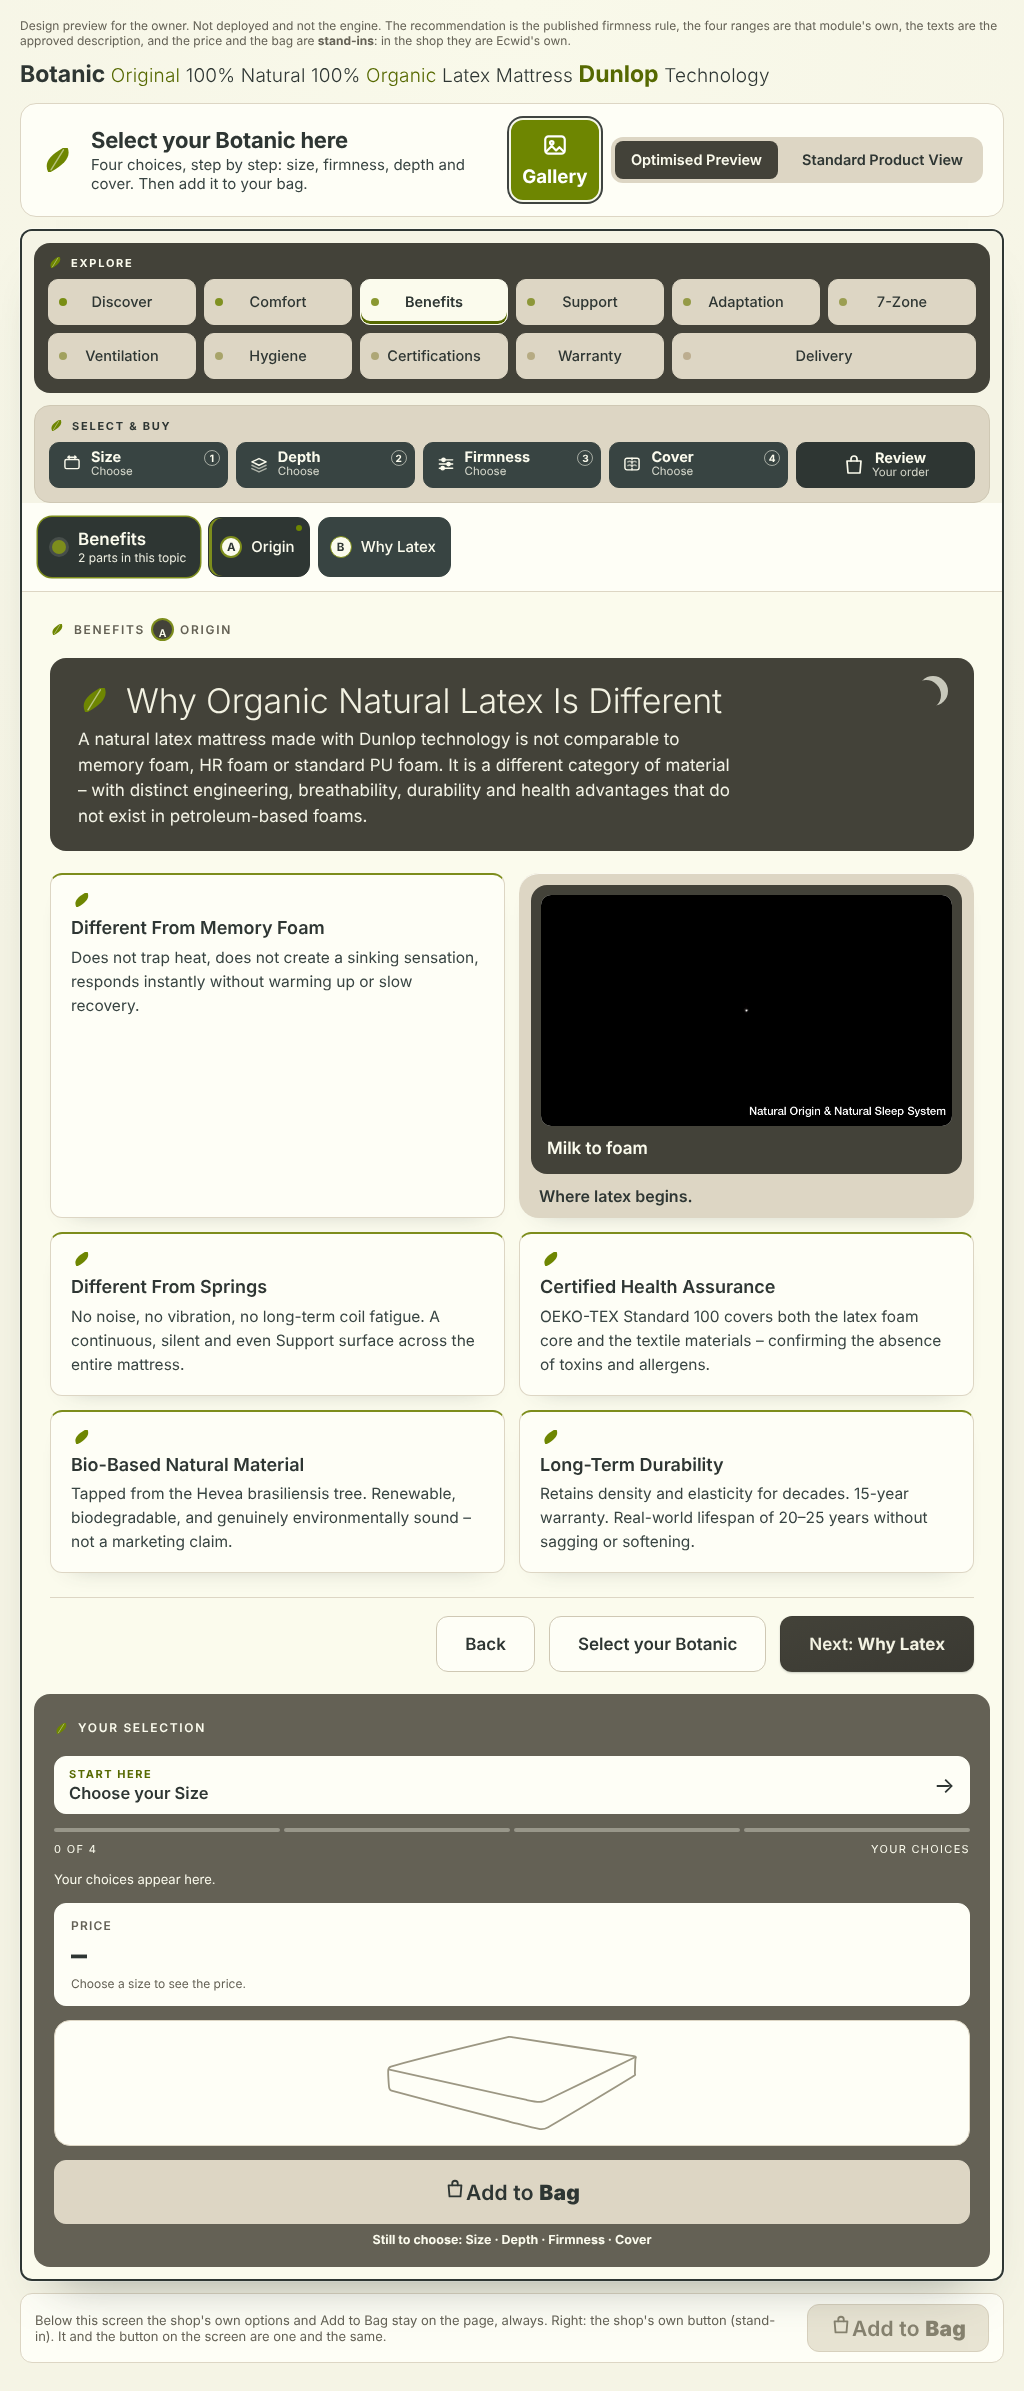 Design preview for the owner. Not deployed and not the engine. The recommendation is the published firmness rule, the four ranges are that module's own, the texts are the
approved description, and the price and the bag are stand-ins: in the shop they are Ecwid's own.
Botanic Original 100% Natural 100% Organic Latex Mattress Dunlop Technology
Select your Botanic here
Four choices, step by step: size, firmness, depth and
cover. Then add it to your bag.
Gallery
Optimised Preview
Standard Product View
EXPLORE
Discover
Comfort
Benefits
Support
Adaptation
7-Zone
Ventilation
Hygiene
Certifications
Warranty
Delivery
SELECT & BUY
Size
Choose
1
Depth
Choose
2
Firmness
Choose
3
Cover
Choose
4
Review
Your order
Benefits
2 parts in this topic
A Origin
B Why Latex
BENEFITS A ORIGIN
Why Organic Natural Latex Is Different
A natural latex mattress made with Dunlop technology is not comparable to
memory foam, HR foam or standard PU foam. It is a different category of material
– with distinct engineering, breathability, durability and health advantages that do
not exist in petroleum-based foams.
Different From Memory Foam
Does not trap heat, does not create a sinking sensation,
responds instantly without warming up or slow
recovery.
Natural Origin & Natural Sleep System
Milk to foam
Where latex begins.
Different From Springs
No noise, no vibration, no long-term coil fatigue. A
continuous, silent and even Support surface across the
entire mattress.
Certified Health Assurance
OEKO-TEX Standard 100 covers both the latex foam
core and the textile materials – confirming the absence
of toxins and allergens.
Bio-Based Natural Material
Tapped from the Hevea brasiliensis tree. Renewable,
biodegradable, and genuinely environmentally sound –
not a marketing claim.
Long-Term Durability
Retains density and elasticity for decades. 15-year
warranty. Real-world lifespan of 20–25 years without
sagging or softening.
Back
Select your Botanic
Next: Why Latex
YOUR SELECTION
START HERE
Choose your Size
0 OF 4
YOUR CHOICES
Your choices appear here.
PRICE
–
Choose a size to see the price.
Add to Bag
Still to choose: Size · Depth · Firmness · Cover
Below this screen the shop's own options and Add to Bag stay on the page, always. Right: the shop's own button (stand-
in). It and the button on the screen are one and the same.
Add to Bag